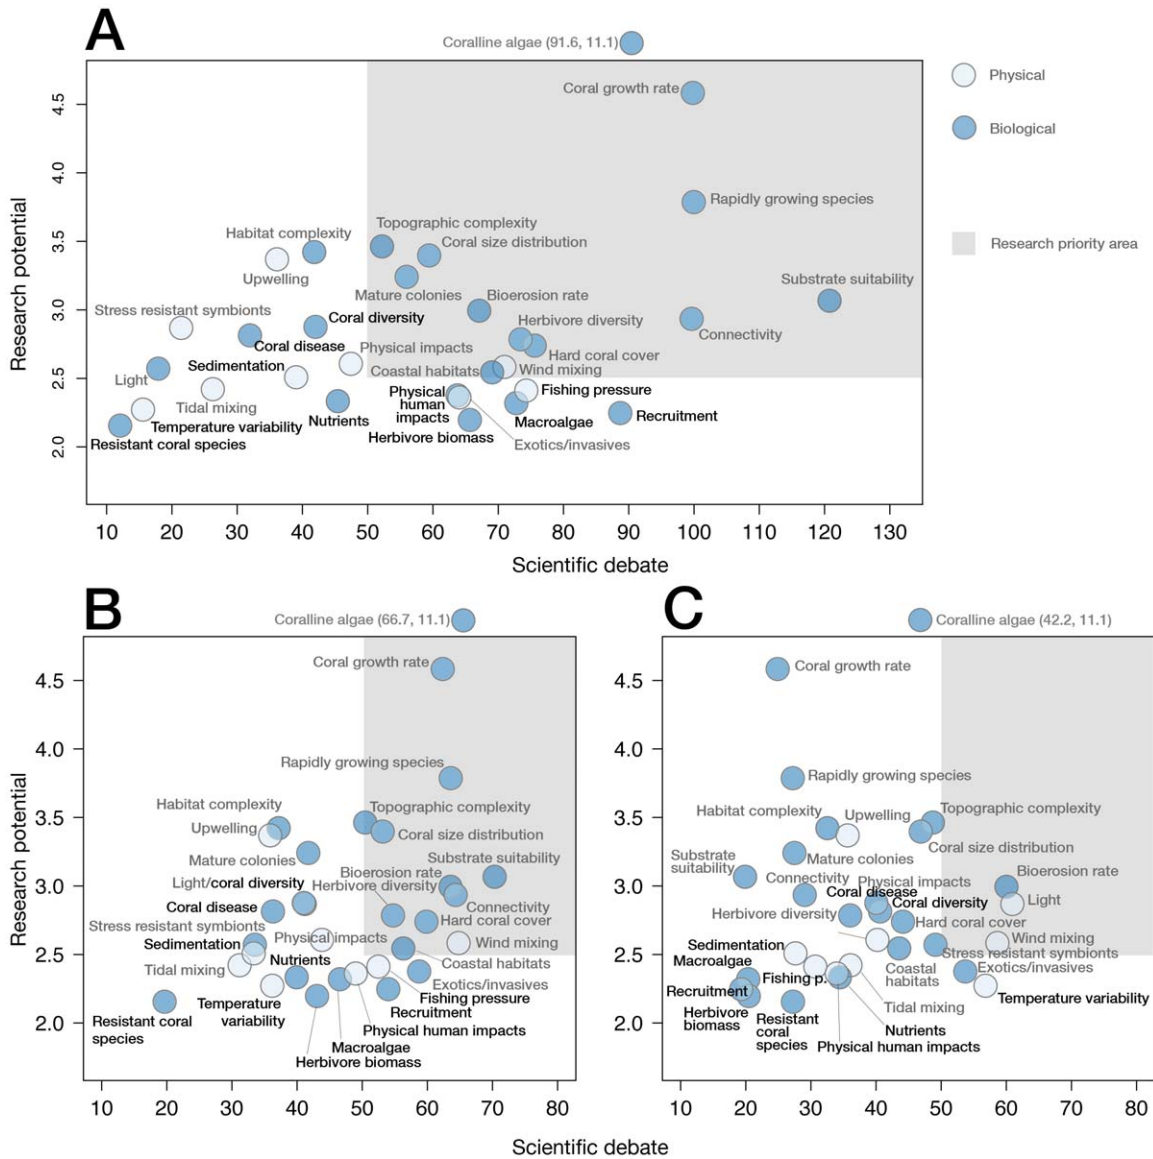 A
Coralline algae (91.6, 11.1)
Physical
Biological
Research priority area
Coral growth rate
Rapidly growing species
Topographic complexity
Habitat complexity
Coral size distribution
Upwelling
Substrate suitability
Mature colonies
Bioerosion rate
Stress resistant symbionts
Coral diversity
Herbivore diversity
Connectivity
Coral disease
Physical impacts
Hard coral cover
Sedimentation
Coastal habitats
Wind mixing
Light
Physical
human
impacts
Fishing pressure
Tidal mixing
Nutrients
Macroalgae
Recruitment
Temperature variability
Herbivore biomass
Exotics/invasives
Resistant coral species
4.5
4.0
3.5
3.0
2.5
2.0
Research potential
10 20 30 40 50 60 70 80 90 100 110 120 130
Scientific debate
B
Coralline algae (66.7, 11.1)
Coral growth rate
Rapidly growing species
Habitat complexity
Topographic complexity
Upwelling
Coral size distribution
Mature colonies
Substrate suitability
Bioerosion rate
Light/coral diversity
Herbivore diversity
Coral disease
Connectivity
Stress resistant symbionts
Hard coral cover
Sedimentation
Physical impacts
Wind mixing
Nutrients
Tidal mixing
Coastal habitats
Exotics/invasives
Temperature
variability
Fishing pressure
Recruitment
Resistant coral
species
Physical human impacts
Macroalgae
Herbivore biomass
4.5
4.0
3.5
3.0
2.5
2.0
Research potential
10 20 30 40 50 60 70 80
C
Coralline algae (42.2, 11.1)
Coral growth rate
Rapidly growing species
Habitat complexity
Upwelling
Topographic complexity
Coral size distribution
Substrate
suitability
Mature colonies
Bioerosion rate
Connectivity
Physical impacts
Coral disease
Light
Coral diversity
Herbivore diversity
Hard coral cover
Wind mixing
Sedimentation
Stress resistant symbionts
Macroalgae
Coastal
habitats
Exotics/invasives
Fishing p.
Recruitment
Temperature variability
Tidal mixing
Herbivore
biomass
Resistant
coral
species
Nutrients
Physical human impacts
4.5
4.0
3.5
3.0
2.5
2.0
10 20 30 40 50 60 70 80
Scientific debate